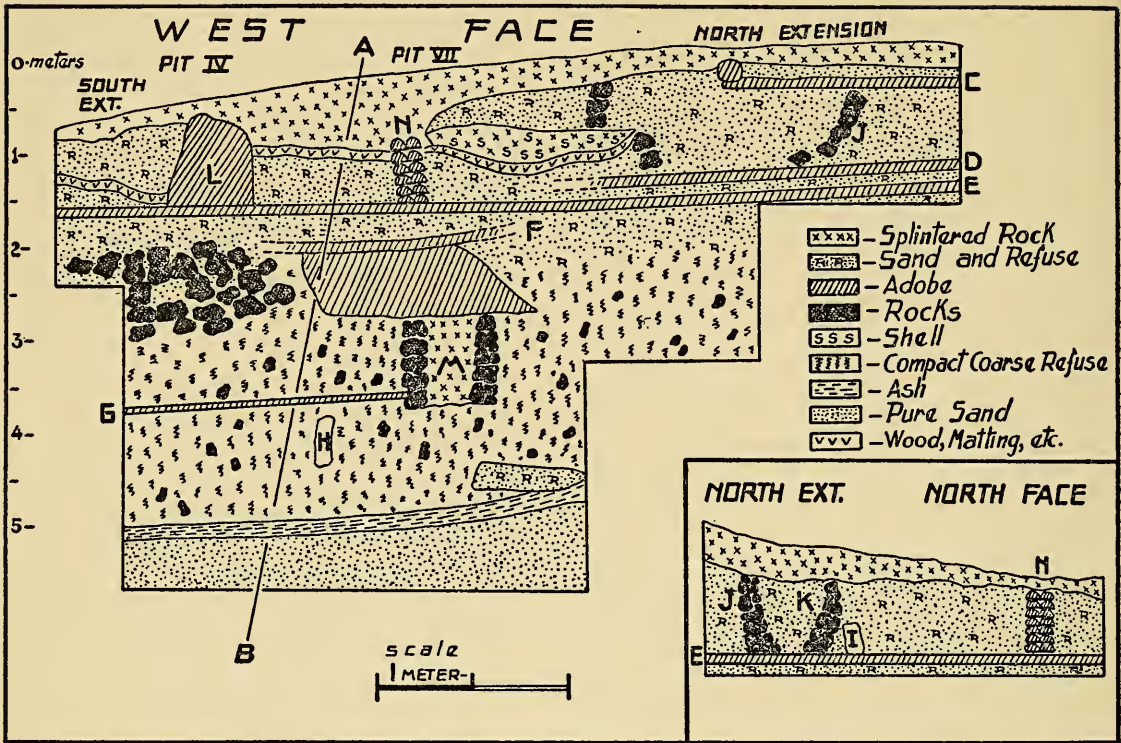 WEST FACE
A
NORTH EXTENSION
0-meters
PIT IV
PIT VII
SOUTH
EXT.
C
N
J
1-
D
L
E
2-
F
3-
M
G
4-
H
5-
B
scale
1 METER-
xxxx - Splintered Rock
R R - Sand and Refuse
- Adobe
- Rocks
SSS - Shell
- Compact Coarse Refuse
- Ash
- Pure Sand
VVV - Wood, Matting, etc.
NORTH EXT. NORTH FACE
N
J
K
I
E